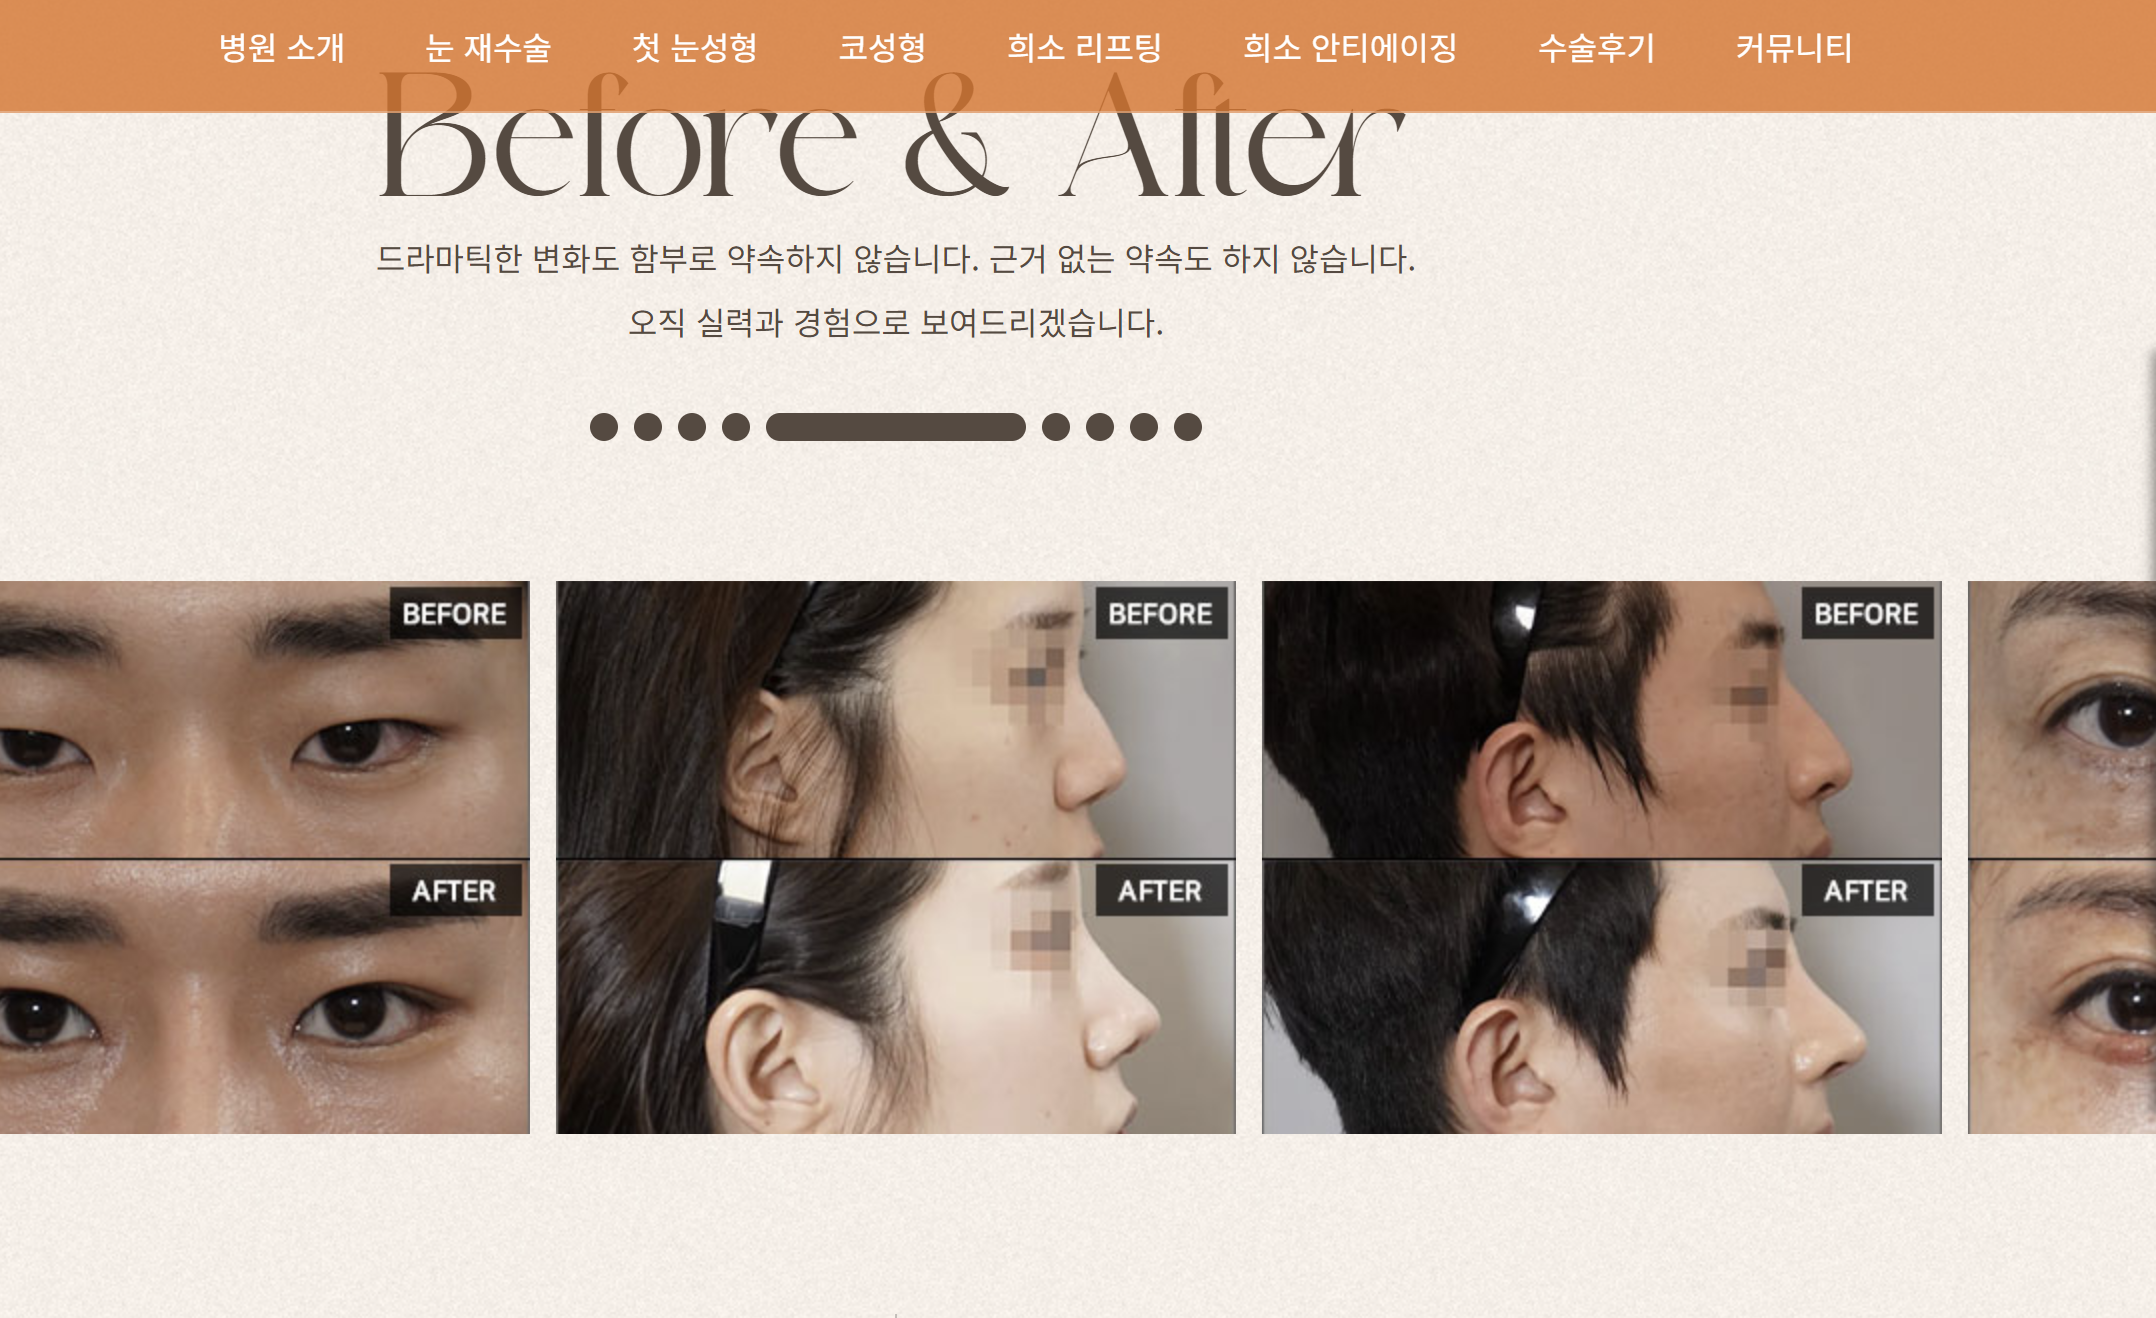 병원 소개 눈 재수술 첫 눈성형 코성형 희소 리프팅 희소 안티에이징 수술후기 커뮤니티
Before & After
드라마틱한 변화도 함부로 약속하지 않습니다. 근거 없는 약속도 하지 않습니다.
오직 실력과 경험으로 보여드리겠습니다.
BEFORE BEFORE BEFORE
AFTER AFTER AFTER